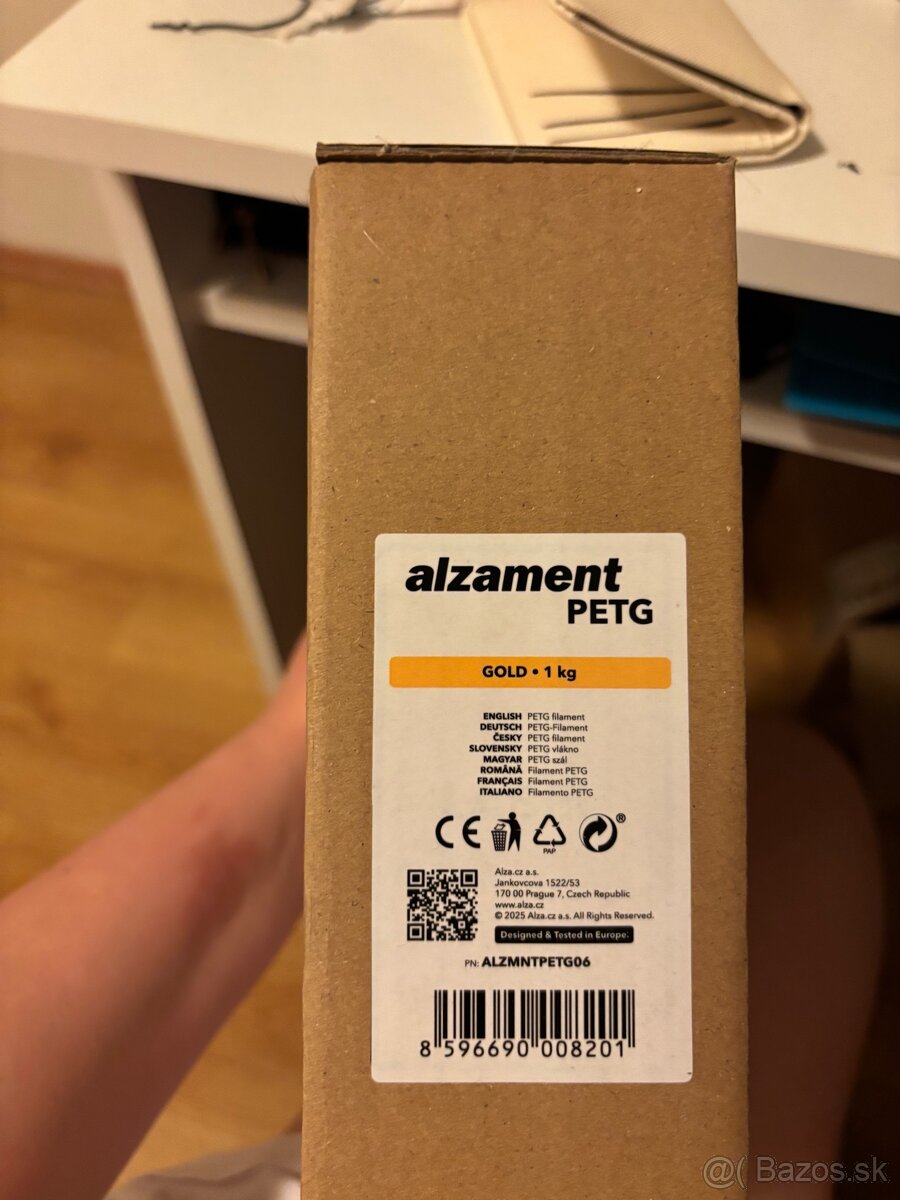 alzament
PETG
GOLD • 1 kg
ENGLISH PETG filament
DEUTSCH PETG-Filament
ČESKY PETG filament
SLOVENSKY PETG vlákno
MAGYAR PETG szál
ROMÂNĂ Filament PETG
FRANÇAIS Filament PETG
ITALIANO Filamento PETG
CE
PAP
®
Alza.cz a.s.
Jankovcova 1522/53
170 00 Prague 7, Czech Republic
www.alza.cz
© 2025 Alza.cz a.s. All Rights Reserved.
Designed & Tested in Europe.
PN: ALZMNTPETG06
8 596690 008201
@( Bazos.sk